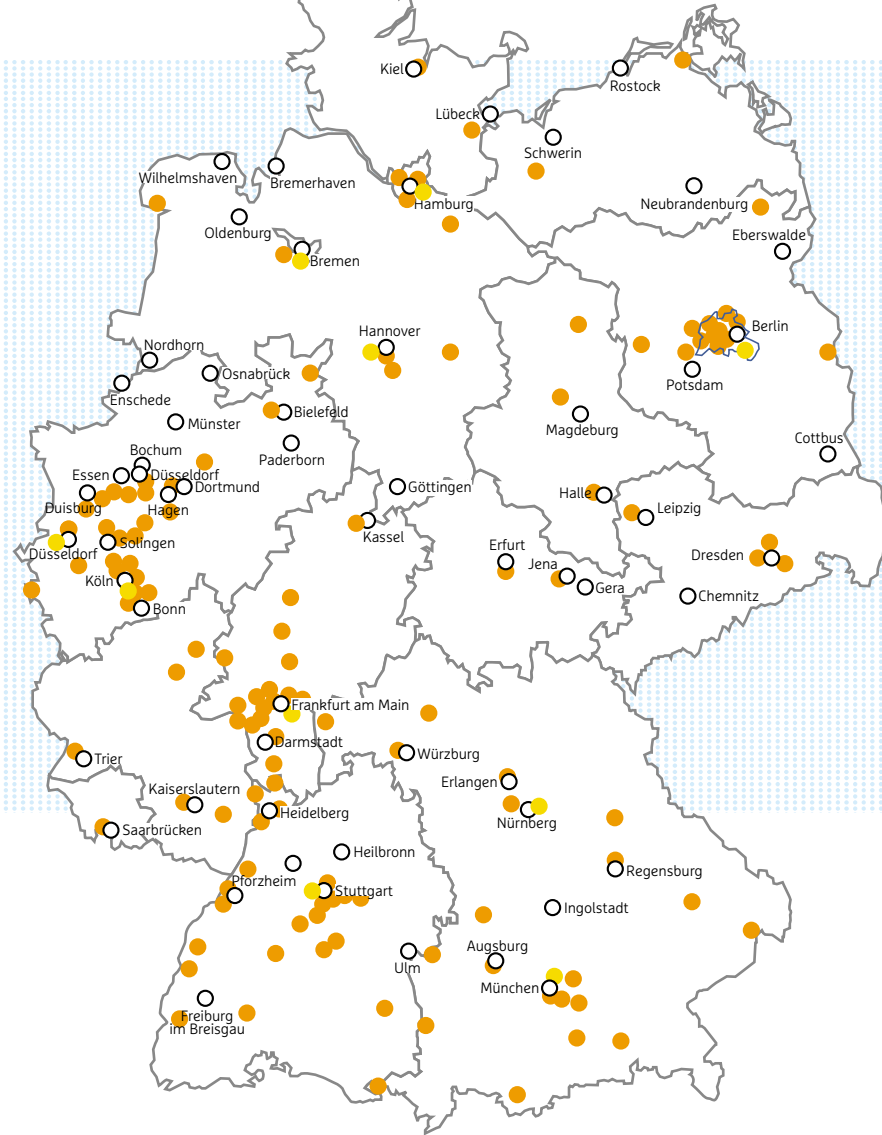 Kiel
Rostock
Lübeck
Schwerin
Wilhelmshaven
Bremerhaven
Neubrandenburg
Hamburg
Oldenburg
Eberswalde
Bremen
Berlin
Hannover
Nordhorn
Osnabrück
Potsdam
Enschede
Bielefeld
Münster
Magdeburg
Cottbus
Paderborn
Bochum
Essen
Düsseldorf
Dortmund
Göttingen
Halle
Duisburg
Hagen
Leipzig
Kassel
Solingen
Düsseldorf
Erfurt
Jena
Dresden
Köln
Gera
Chemnitz
Bonn
Frankfurt am Main
Darmstadt
Würzburg
Trier
Erlangen
Kaiserslautern
Heidelberg
Nürnberg
Saarbrücken
Heilbronn
Regensburg
Pforzheim
Stuttgart
Ingolstadt
Augsburg
Ulm
München
Freiburg
im Breisgau